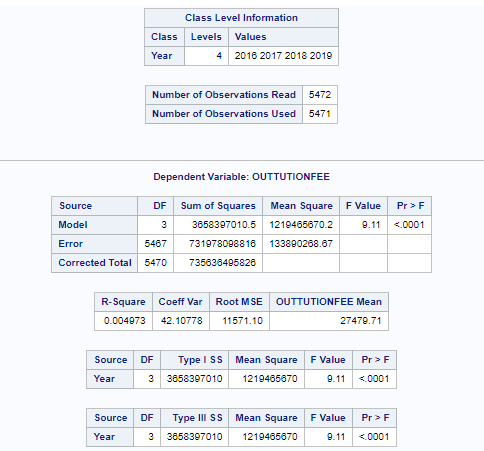 Class Level Information
Class Levels Values
Year 4 2016 2017 2018 2019
Number of Observations Read 5472
Number of Observations Used 5471
Dependent Variable: OUTTUTIONFEE
Source DF Sum of Squares Mean Square F Value Pr > F
Model 3 3658397010.5 1219465670.2 9.11 <.0001
Error 5467 731978098816 133890268.67
Corrected Total 5470 735636495826
R-Square Coeff Var Root MSE OUTTUTIONFEE Mean
0.004973 42.10778 11571.10 27479.71
Source DF Type I SS Mean Square F Value Pr > F
Year 3 3658397010 1219465670 9.11 <.0001
Source DF Type III SS Mean Square F Value Pr > F
Year 3 3658397010 1219465670 9.11 <.0001